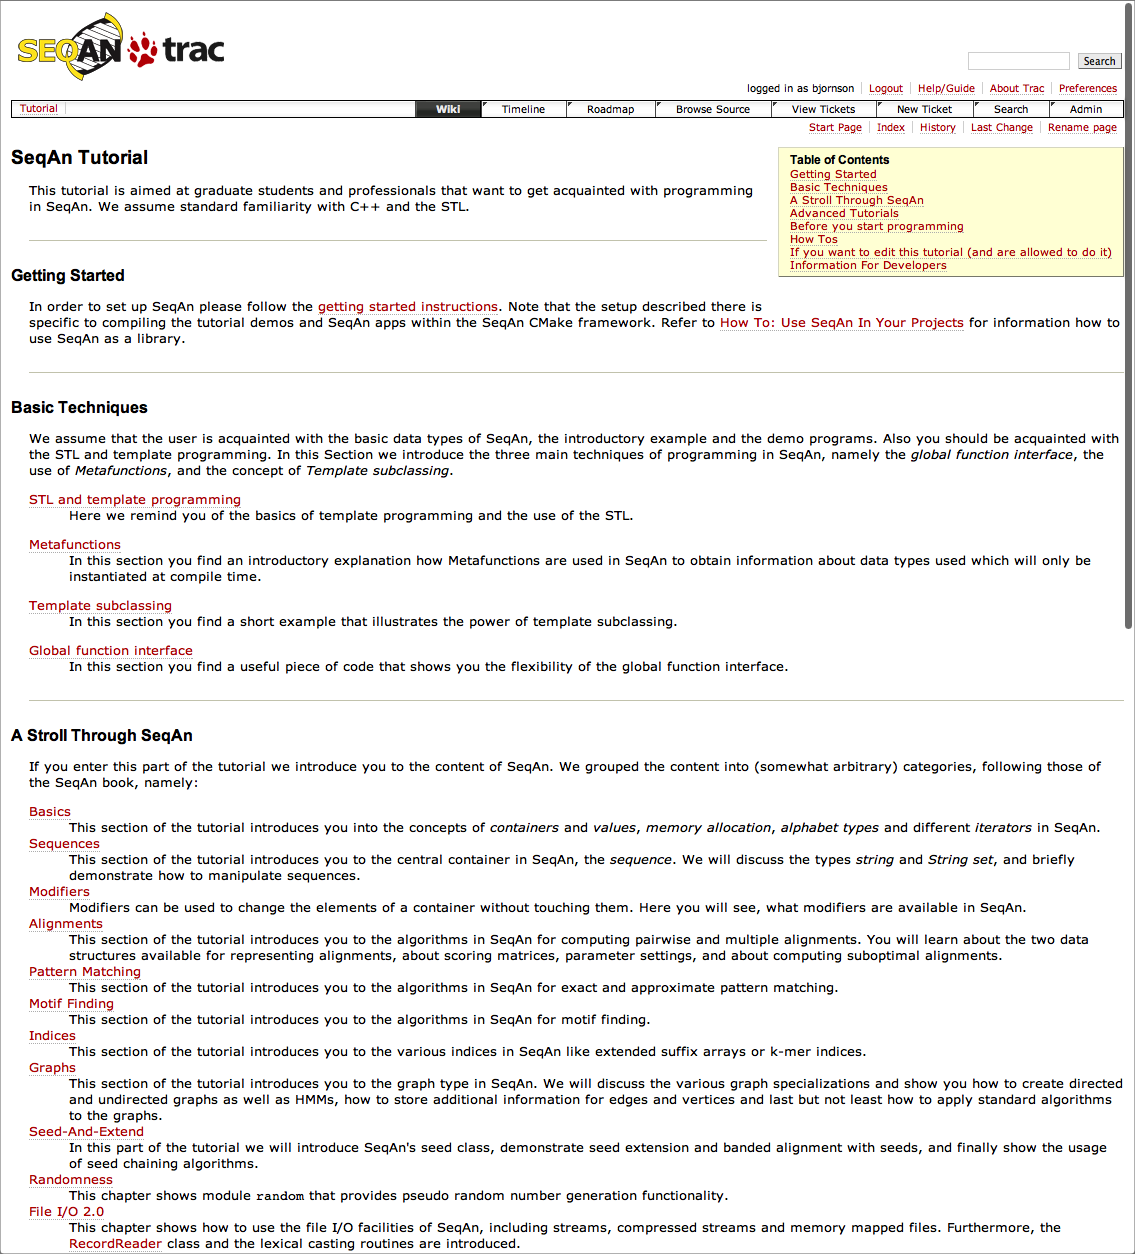 SEQAN trac
Search
logged in as bjornson Logout Help/Guide About Trac Preferences
Tutorial Wiki Timeline Roadmap Browse Source View Tickets New Ticket Search Admin
Start Page Index History Last Change Rename page
SeqAn Tutorial
This tutorial is aimed at graduate students and professionals that want to get acquainted with programming
in SeqAn. We assume standard familiarity with C++ and the STL.
Table of Contents
Getting Started
Basic Techniques
A Stroll Through SeqAn
Advanced Tutorials
Before you start programming
How Tos
If you want to edit this tutorial (and are allowed to do it)
Information For Developers
Getting Started
In order to set up SeqAn please follow the getting started instructions. Note that the setup described there is
specific to compiling the tutorial demos and SeqAn apps within the SeqAn CMake framework. Refer to How To: Use SeqAn In Your Projects for information how to
use SeqAn as a library.
Basic Techniques
We assume that the user is acquainted with the basic data types of SeqAn, the introductory example and the demo programs. Also you should be acquainted with
the STL and template programming. In this Section we introduce the three main techniques of programming in SeqAn, namely the global function interface, the
use of Metafunctions, and the concept of Template subclassing.
STL and template programming
Here we remind you of the basics of template programming and the use of the STL.
Metafunctions
In this section you find an introductory explanation how Metafunctions are used in SeqAn to obtain information about data types used which will only be
instantiated at compile time.
Template subclassing
In this section you find a short example that illustrates the power of template subclassing.
Global function interface
In this section you find a useful piece of code that shows you the flexibility of the global function interface.
A Stroll Through SeqAn
If you enter this part of the tutorial we introduce you to the content of SeqAn. We grouped the content into (somewhat arbitrary) categories, following those of
the SeqAn book, namely:
Basics
This section of the tutorial introduces you into the concepts of containers and values, memory allocation, alphabet types and different iterators in SeqAn.
Sequences
This section of the tutorial introduces you to the central container in SeqAn, the sequence. We will discuss the types string and String set, and briefly
demonstrate how to manipulate sequences.
Modifiers
Modifiers can be used to change the elements of a container without touching them. Here you will see, what modifiers are available in SeqAn.
Alignments
This section of the tutorial introduces you to the algorithms in SeqAn for computing pairwise and multiple alignments. You will learn about the two data
structures available for representing alignments, about scoring matrices, parameter settings, and about computing suboptimal alignments.
Pattern Matching
This section of the tutorial introduces you to the algorithms in SeqAn for exact and approximate pattern matching.
Motif Finding
This section of the tutorial introduces you to the algorithms in SeqAn for motif finding.
Indices
This section of the tutorial introduces you to the various indices in SeqAn like extended suffix arrays or k-mer indices.
Graphs
This section of the tutorial introduces you to the graph type in SeqAn. We will discuss the various graph specializations and show you how to create directed
and undirected graphs as well as HMMs, how to store additional information for edges and vertices and last but not least how to apply standard algorithms
to the graphs.
Seed-And-Extend
In this part of the tutorial we will introduce SeqAn's seed class, demonstrate seed extension and banded alignment with seeds, and finally show the usage
of seed chaining algorithms.
Randomness
This chapter shows module random that provides pseudo random number generation functionality.
File I/O 2.0
This chapter shows how to use the file I/O facilities of SeqAn, including streams, compressed streams and memory mapped files. Furthermore, the
RecordReader class and the lexical casting routines are introduced.